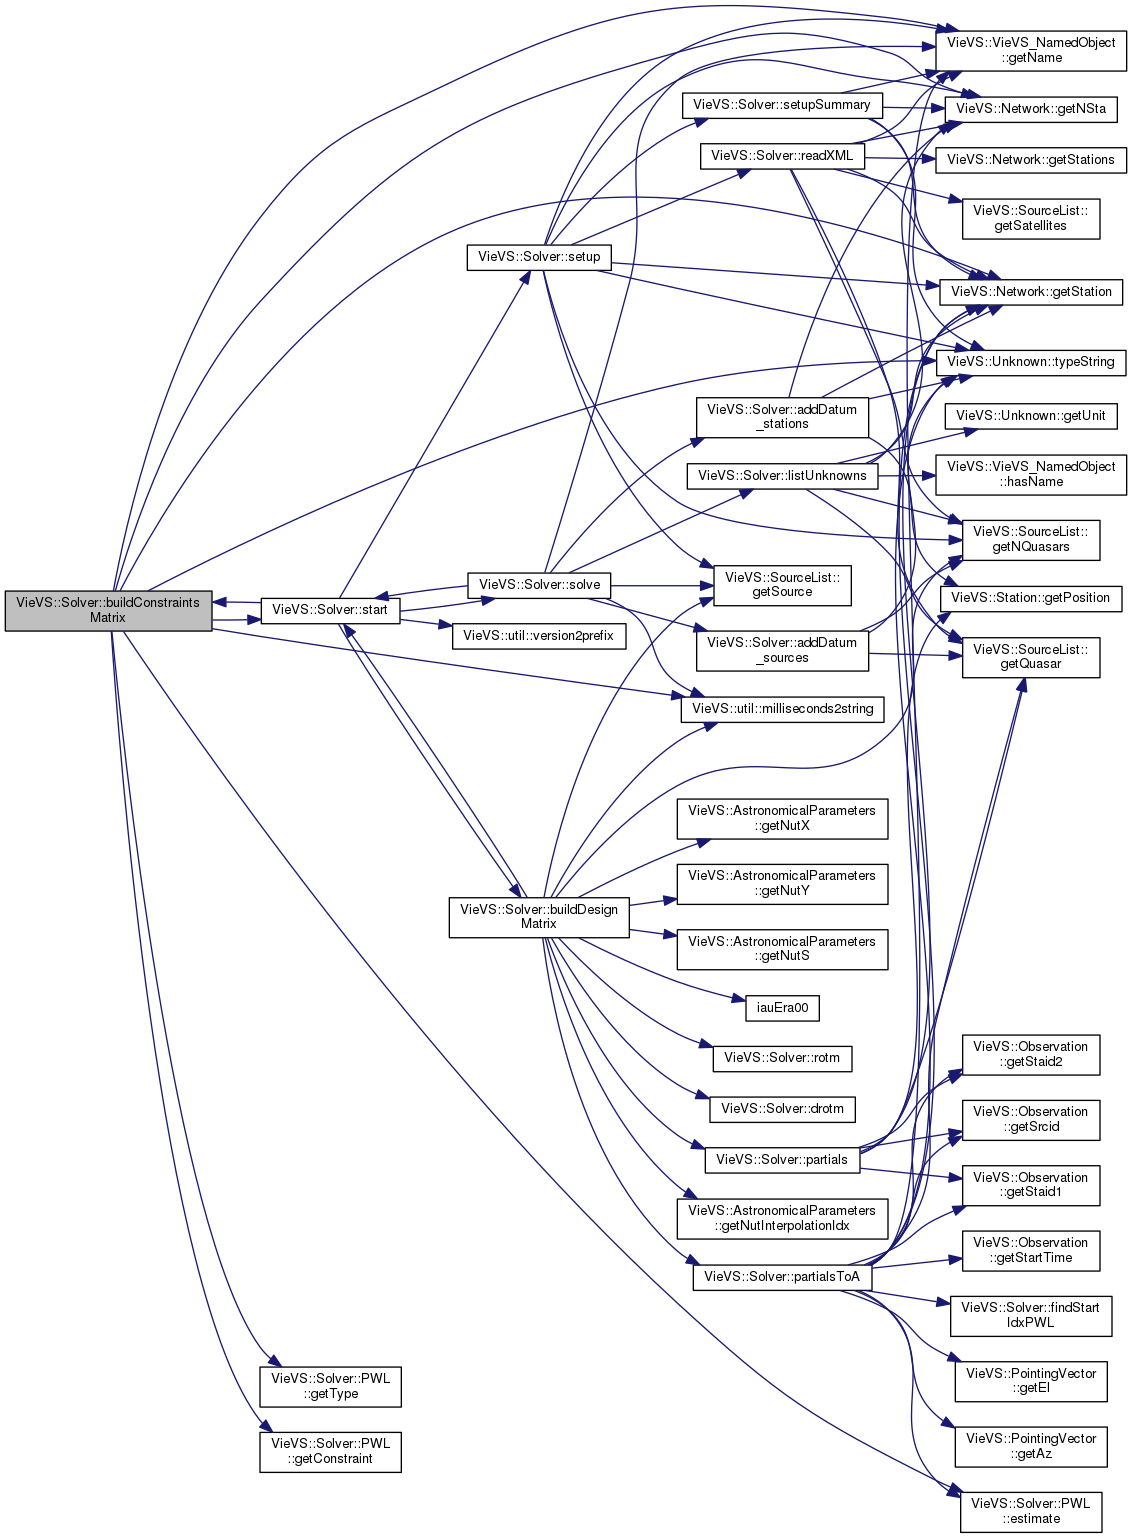 VieVS::VieVS_NamedObject
::getName
VieVS::Solver::setupSummary
VieVS::Network::getNSta
VieVS::Solver::readXML
VieVS::Network::getStations
VieVS::SourceList::
getSatellites
VieVS::Solver::setup
VieVS::Network::getStation
VieVS::Unknown::typeString
VieVS::Solver::addDatum
_stations
VieVS::Unknown::getUnit
VieVS::Solver::listUnknowns
VieVS::VieVS_NamedObject
::hasName
VieVS::SourceList::
getNQuasars
VieVS::Solver::solve
VieVS::SourceList::
getSource
VieVS::Station::getPosition
VieVS::Solver::buildConstraints
Matrix
VieVS::Solver::start
VieVS::util::version2prefix
VieVS::Solver::addDatum
_sources
VieVS::SourceList::
getQuasar
VieVS::util::milliseconds2string
VieVS::AstronomicalParameters
::getNutX
VieVS::AstronomicalParameters
::getNutY
VieVS::Solver::buildDesign
Matrix
VieVS::AstronomicalParameters
::getNutS
iauEra00
VieVS::Solver::rotm
VieVS::Observation
::getStaid2
VieVS::Solver::drotm
VieVS::Observation
::getSrcid
VieVS::Solver::partials
VieVS::Observation
::getStaid1
VieVS::AstronomicalParameters
::getNutInterpolationIdx
VieVS::Observation
::getStartTime
VieVS::Solver::partialsToA
VieVS::Solver::findStart
IdxPWL
VieVS::Solver::PWL
::getType
VieVS::PointingVector
::getEl
VieVS::Solver::PWL
::getConstraint
VieVS::PointingVector
::getAz
VieVS::Solver::PWL
::estimate